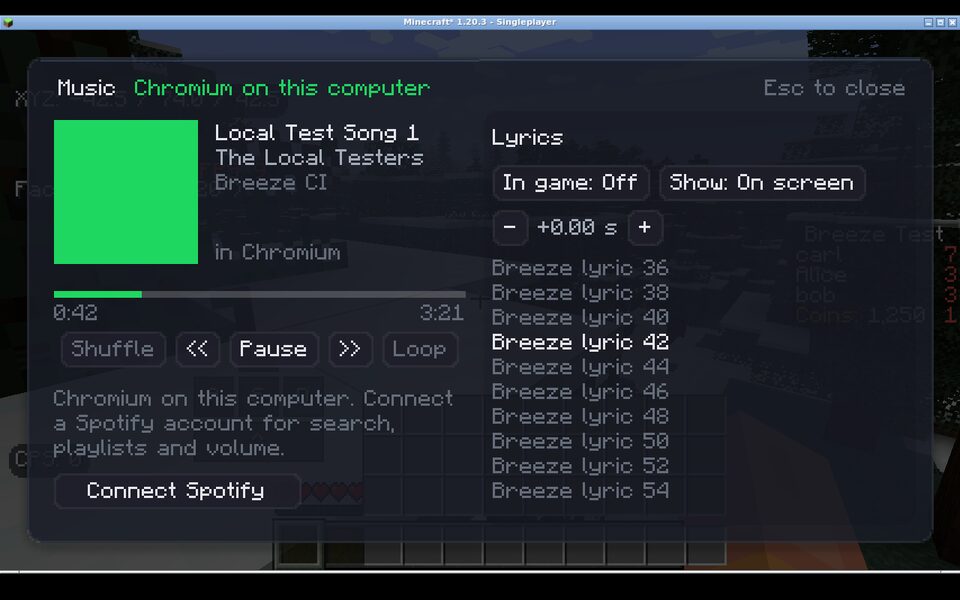 Minecraft* 1.20.3 - Singleplayer
Music Chromium on this computer
Esc to close
Local Test Song 1
The Local Testers
Breeze CI
in Chromium
0:42 3:21
Shuffle << Pause >> Loop
Chromium on this computer. Connect
a Spotify account for search,
playlists and volume.
Connect Spotify
Lyrics
In game: Off Show: On screen
- +0.00 s +
Breeze lyric 36
Breeze lyric 38
Breeze lyric 40
Breeze lyric 42
Breeze lyric 44
Breeze lyric 46
Breeze lyric 48
Breeze lyric 50
Breeze lyric 52
Breeze lyric 54
Breeze Test
carl 7
Alice 3
bob 3
Coins: 1,250 1